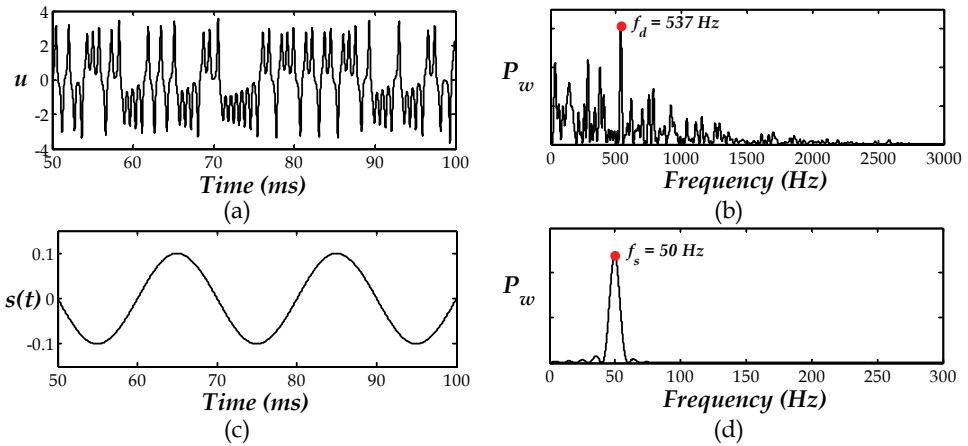 4
2
u 0
-2
-4
50 60 70 80 90 100
Time (ms)
(a)
f_d = 537 Hz
P_w
0 500 1000 1500 2000 2500 3000
Frequency (Hz)
(b)
0.1
s(t) 0
-0.1
50 60 70 80 90 100
Time (ms)
(c)
f_s = 50 Hz
P_w
0 50 100 150 200 250 300
Frequency (Hz)
(d)